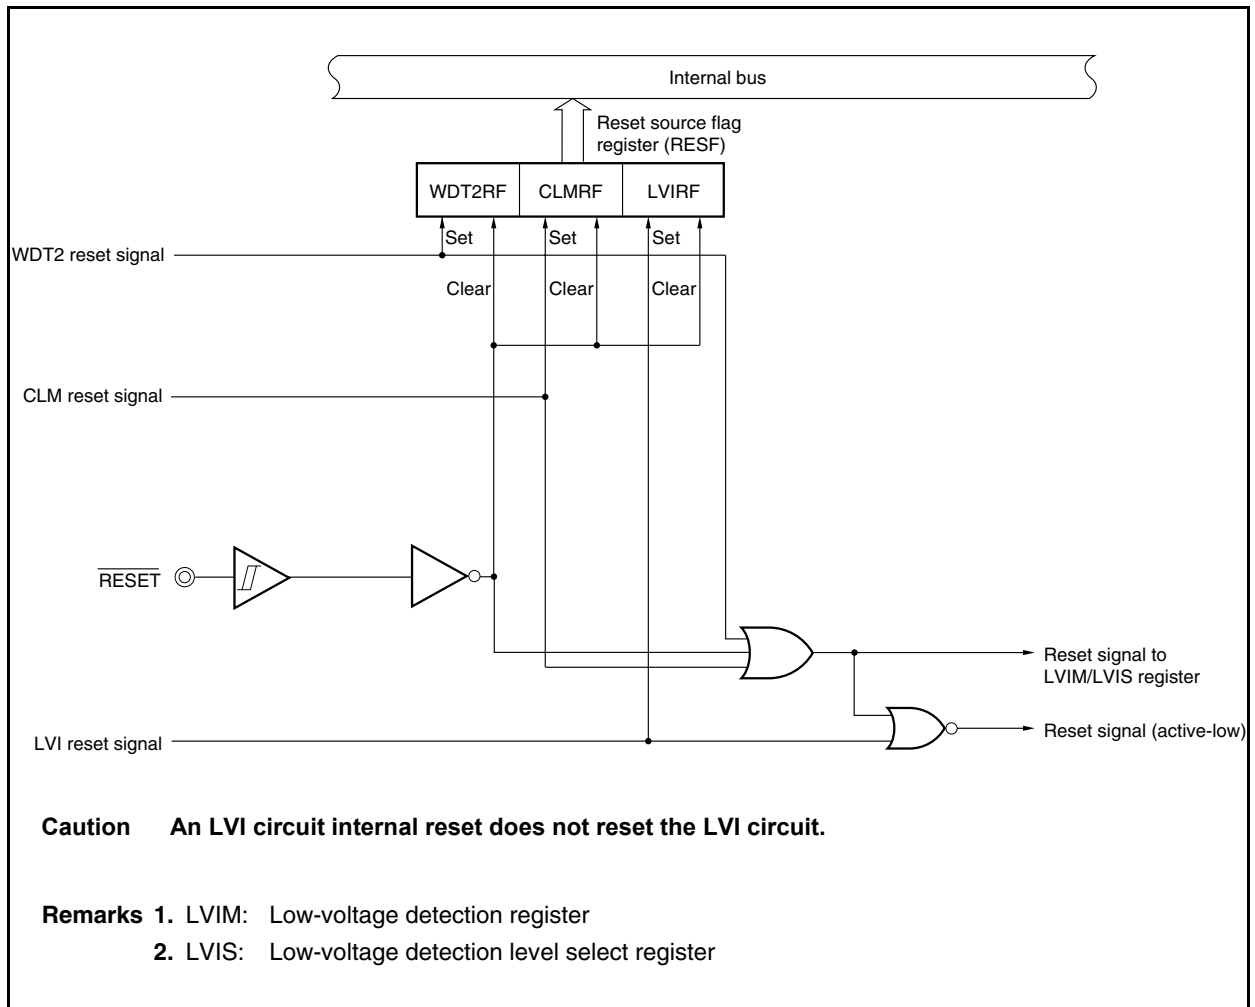 Internal bus
Reset source flag
register (RESF)
WDT2RF CLMRF LVIRF
Set Set Set
WDT2 reset signal
Clear Clear Clear
CLM reset signal
RESET
Reset signal to
LVIM/LVIS register
Reset signal (active-low)
LVI reset signal
Caution An LVI circuit internal reset does not reset the LVI circuit.
Remarks 1. LVIM: Low-voltage detection register
2. LVIS: Low-voltage detection level select register